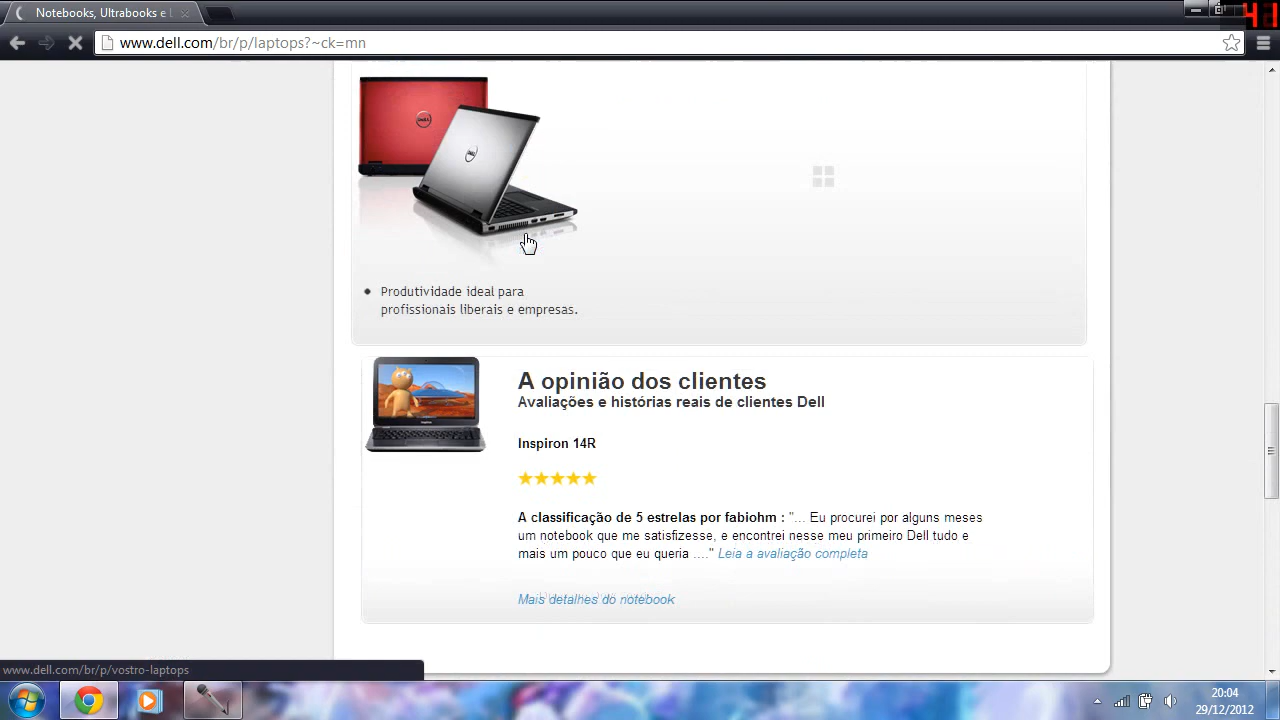 Notebooks, Ultrabooks e l
41
www.dell.com/br/p/laptops?~ck=mn
DELL
DELL
Produtividade ideal para
profissionais liberais e empresas.
A opinião dos clientes
Avaliações e histórias reais de clientes Dell
Inspiron 14R
A classificação de 5 estrelas por fabiohm : "... Eu procurei por alguns meses
um notebook que me satisfizesse, e encontrei nesse meu primeiro Dell tudo e
mais um pouco que eu queria ...." Leia a avaliação completa
Mais detalhes do notebook
www.dell.com/br/p/vostro-laptops
20:04
29/12/2012